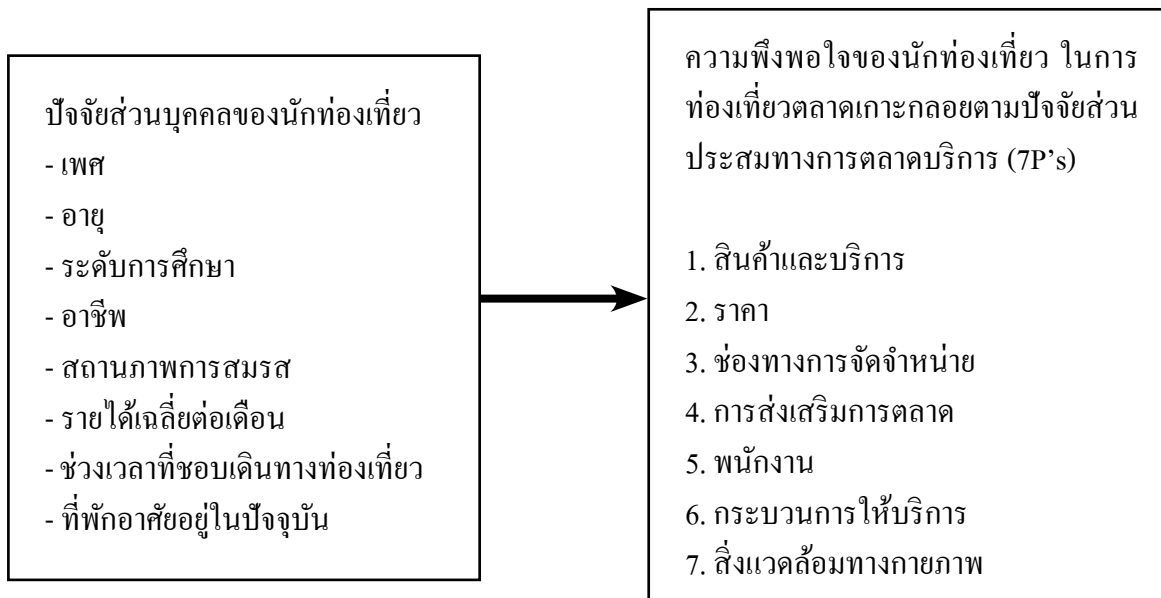 ปัจจัยส่วนบุคคลของนักท่องเที่ยว
- เพศ
- อายุ
- ระดับการศึกษา
- อาชีพ
- สถานภาพการสมรส
- รายได้เฉลี่ยต่อเดือน
- ช่วงเวลาที่ชอบเดินทางท่องเที่ยว
- ที่พักอาศัยอยู่ในปัจจุบัน
ความพึงพอใจของนักท่องเที่ยว ในการ
ท่องเที่ยวตลาดเกาะกลอยตามปัจจัยส่วน
ประสมทางการตลาดบริการ (7P’s)
1. สินค้าและบริการ
2. ราคา
3. ช่องทางการจัดจำหน่าย
4. การส่งเสริมการตลาด
5. พนักงาน
6. กระบวนการให้บริการ
7. สิ่งแวดล้อมทางกายภาพ